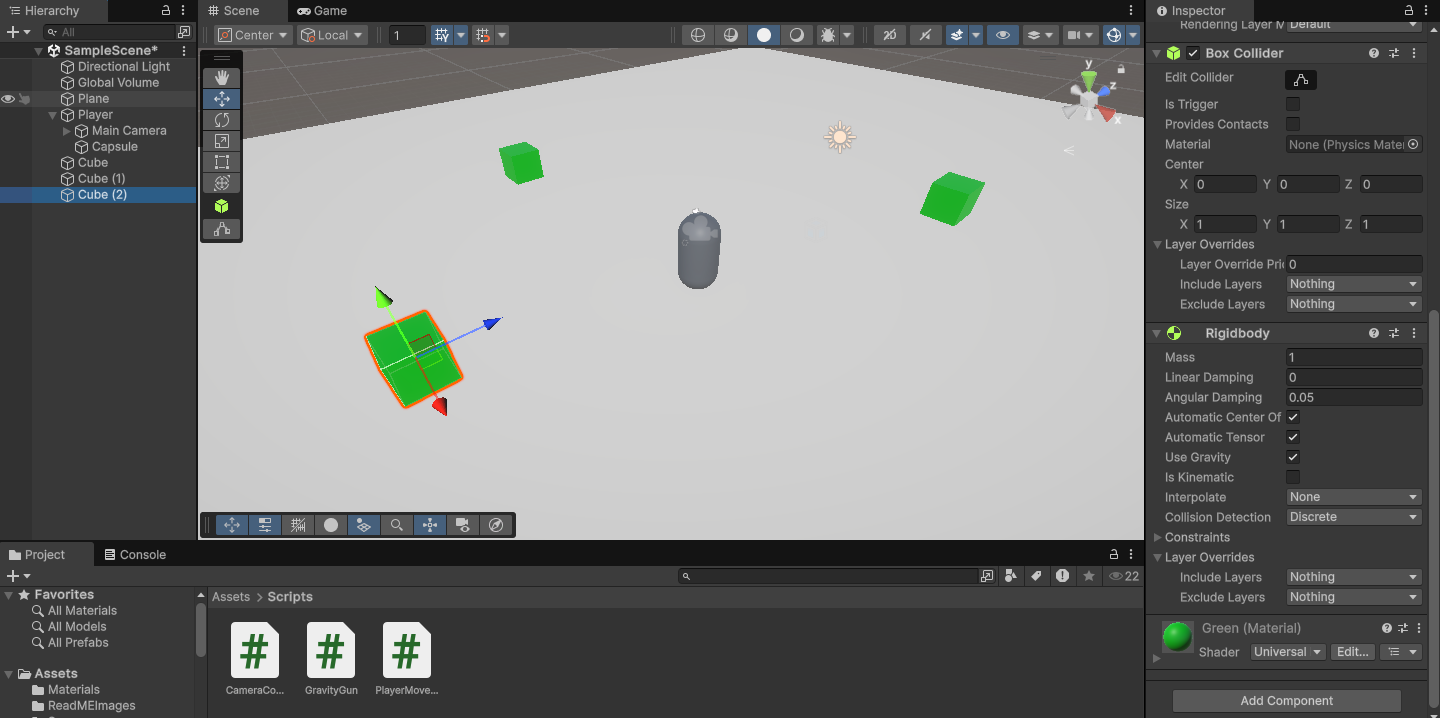 Hierarchy
All
SampleScene*
Directional Light
Global Volume
Plane
Player
Main Camera
Capsule
Cube
Cube (1)
Cube (2)
Scene
Game
Center
Local
1
2D
y
z
x
Inspector
Rendering Layer M
Default
Box Collider
Edit Collider
Is Trigger
Provides Contacts
Material
None (Physics Mater
Center
X 0 Y 0 Z 0
Size
X 1 Y 1 Z 1
Layer Overrides
Layer Override Pri
0
Include Layers
Nothing
Exclude Layers
Nothing
Rigidbody
Mass
1
Linear Damping
0
Angular Damping
0.05
Automatic Center Of
Automatic Tensor
Use Gravity
Is Kinematic
Interpolate
None
Collision Detection
Discrete
Constraints
Layer Overrides
Include Layers
Nothing
Exclude Layers
Nothing
Green (Material)
Shader
Universal
Edit...
Add Component
Project
Console
22
Favorites
All Materials
All Models
All Prefabs
Assets
Materials
ReadMEImages
Assets > Scripts
#
CameraCo...
#
GravityGun
#
PlayerMove...